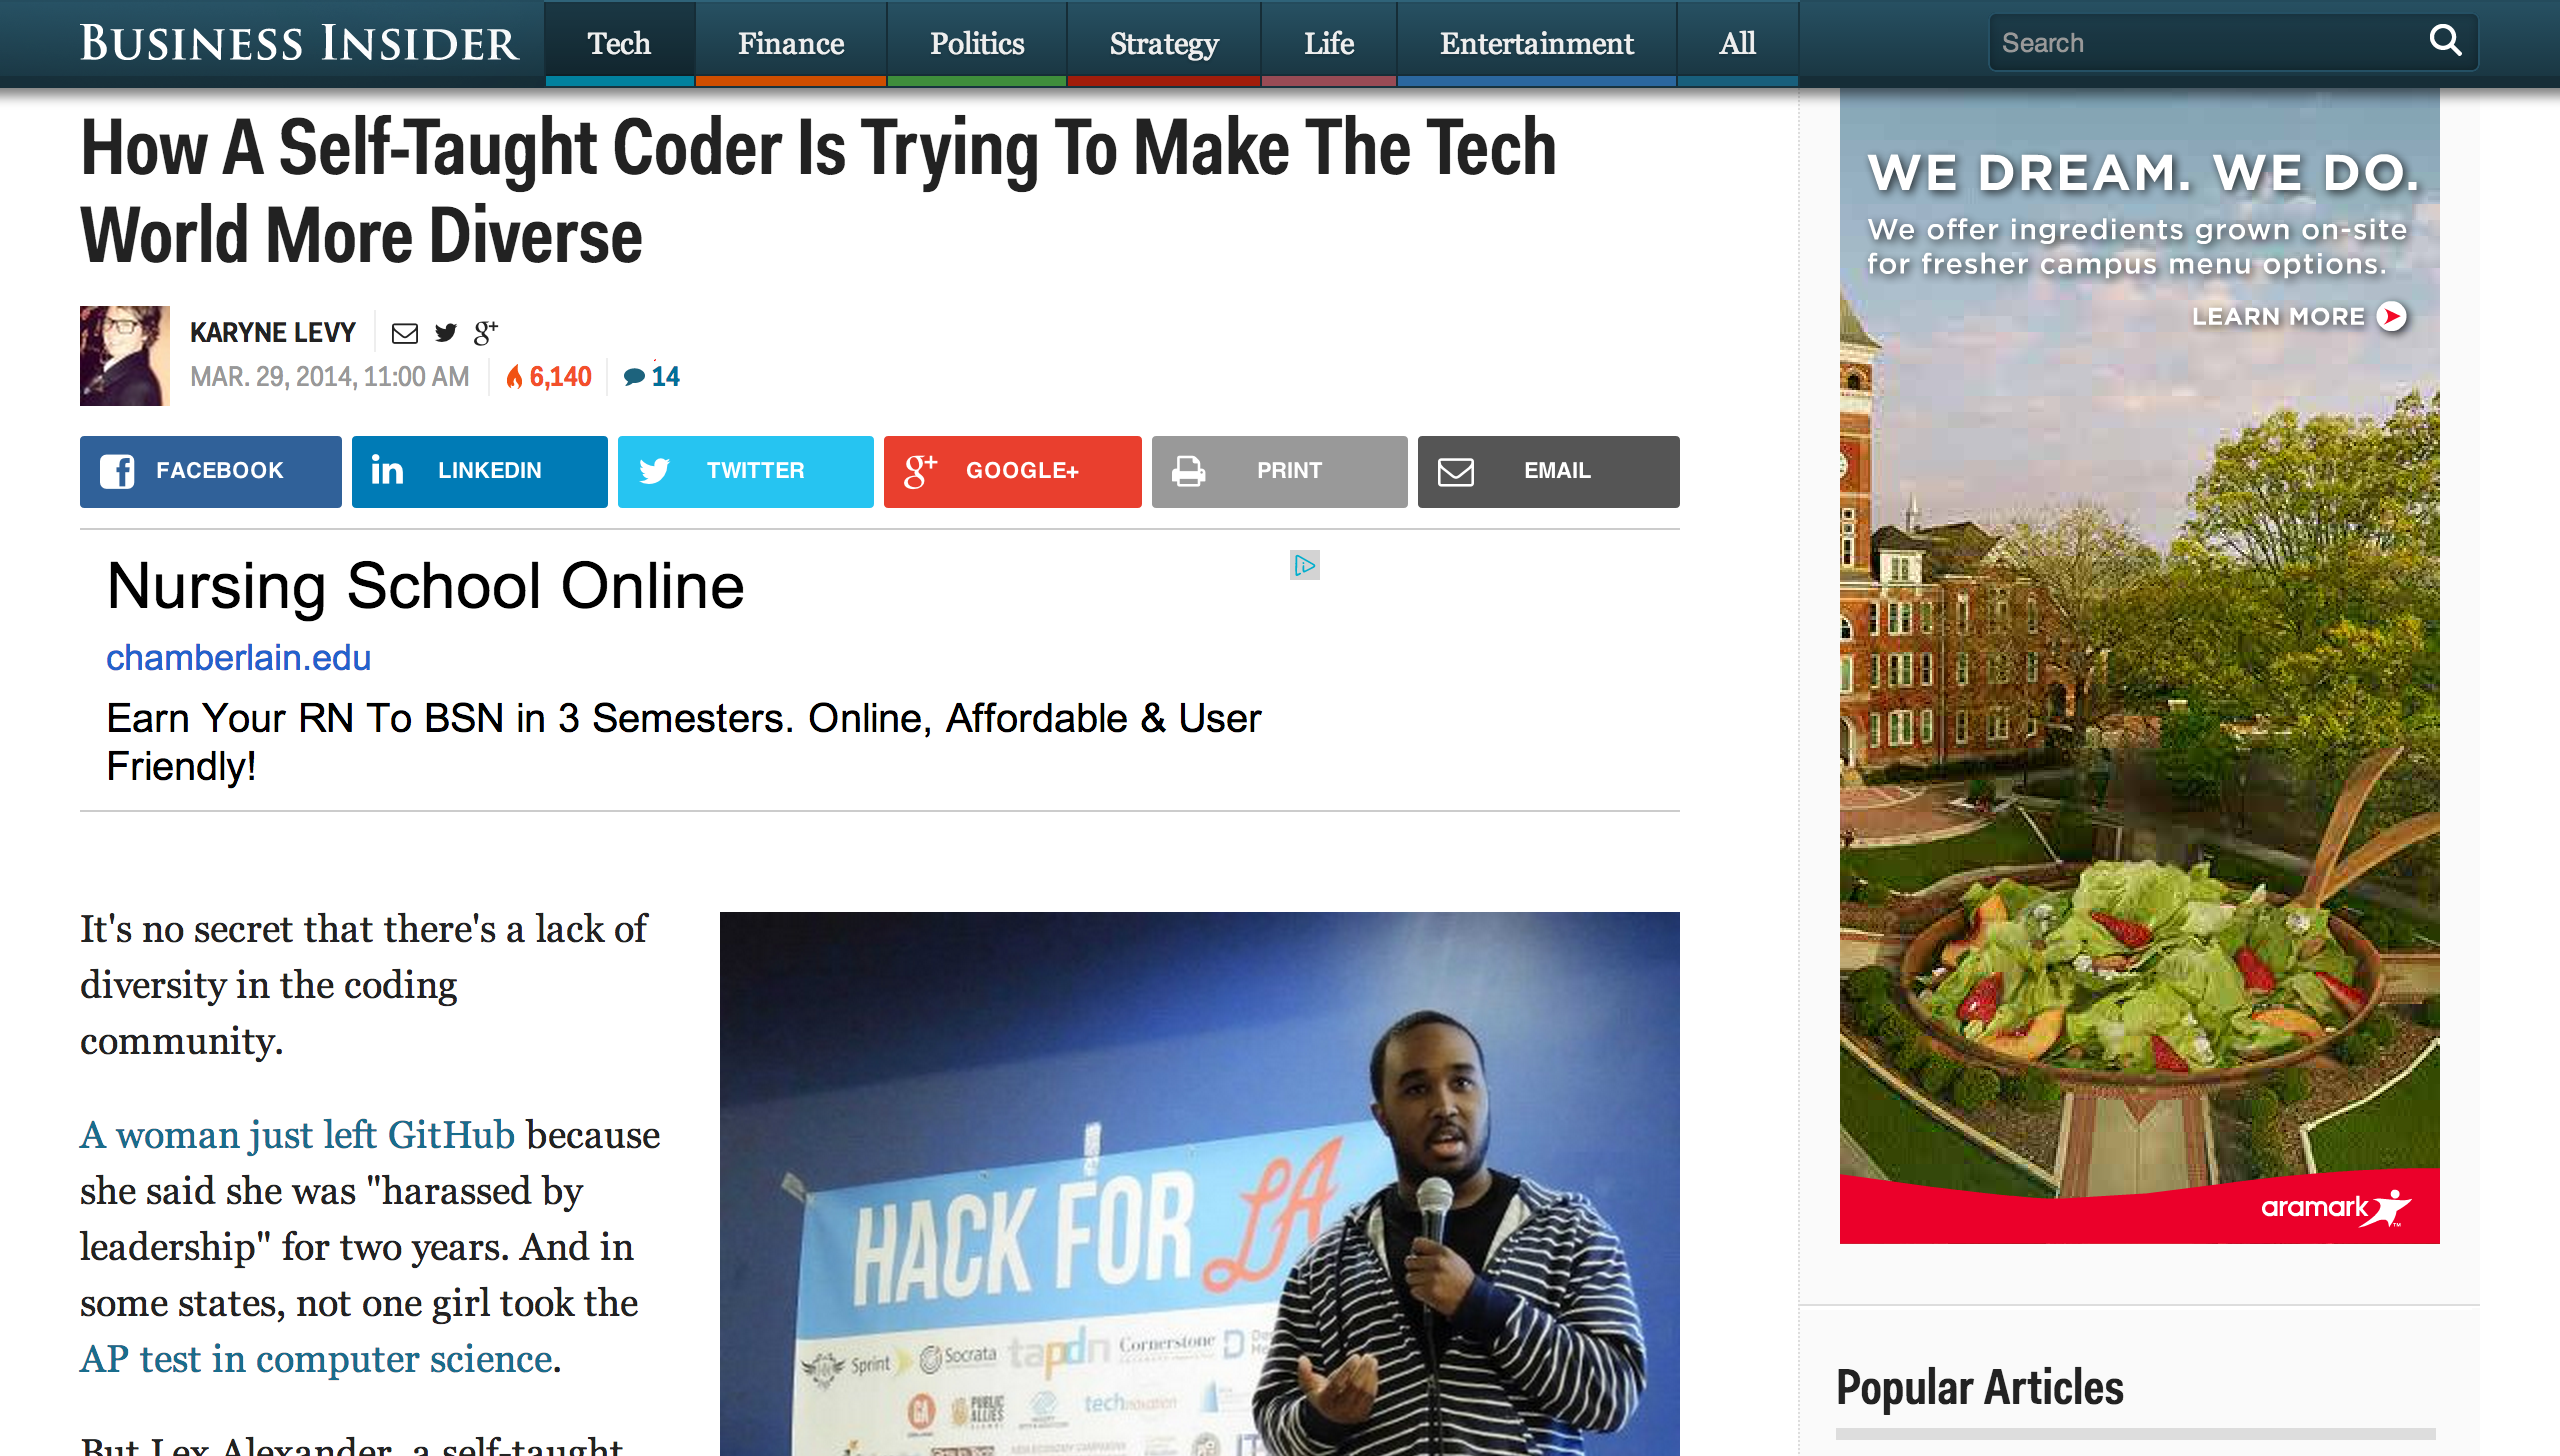 BUSINESS INSIDER
Tech
Finance
Politics
Strategy
Life
Entertainment
All
Search
How A Self-Taught Coder Is Trying To Make The Tech
World More Diverse
KARYNE LEVY
g+
MAR. 29, 2014, 11:00 AM
6,140
14
FACEBOOK
in LINKEDIN
TWITTER
g+ GOOGLE+
PRINT
EMAIL
Nursing School Online
chamberlain.edu
Earn Your RN To BSN in 3 Semesters. Online, Affordable & User
Friendly!
It's no secret that there's a lack of
diversity in the coding
community.
A woman just left GitHub because
she said she was "harassed by
leadership" for two years. And in
some states, not one girl took the
AP test in computer science.
But Lex Alexander, a self-taught
HACK FOR LA
Sprint
Socrata
tapdn
Cornerstone
GA
PUBLIC
ALLIES
technovation
WE DREAM. WE DO.
We offer ingredients grown on-site
for fresher campus menu options.
LEARN MORE
aramark
TM
Popular Articles